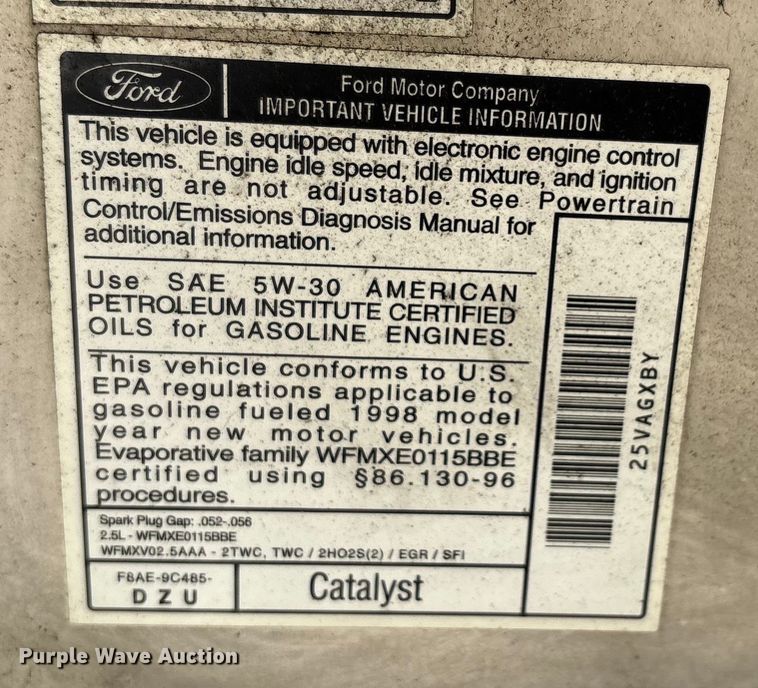 Ford
Ford Motor Company
IMPORTANT VEHICLE INFORMATION
This vehicle is equipped with electronic engine control
systems. Engine idle speed, idle mixture, and ignition
timing are not adjustable. See Powertrain
Control/Emissions Diagnosis Manual for
additional information.
Use SAE 5W-30 AMERICAN
PETROLEUM INSTITUTE CERTIFIED
OILS for GASOLINE ENGINES.
This vehicle conforms to U.S.
EPA regulations applicable to
gasoline fueled 1998 model
year new motor vehicles.
Evaporative family WFMXE0115BBE
certified using §86.130-96
procedures.
Spark Plug Gap: .052-.056
2.5L - WFMXE0115BBE
WFMXV02.5AAA - 2TWC, TWC / 2HO2S(2) / EGR / SFI
F8AE-9C485-
DZU
Catalyst
25VAGXBY
Purple Wave Auction